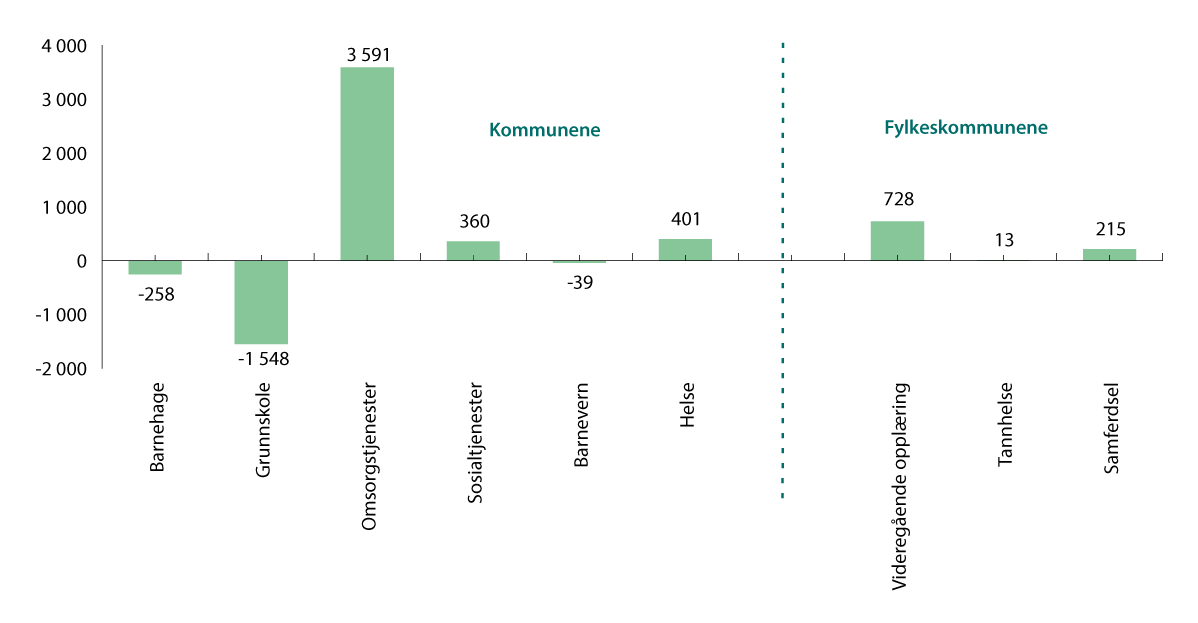 4 000
3 000
2 000
1 000
0
-1 000
-2 000
Kommunene
Fylkeskommunene
-258
-1 548
3 591
360
-39
401
728
13
215
Barnehage
Grunnskole
Omsorgstjenester
Sosialtjenester
Barnevern
Helse
Videregående opplæring
Tannhelse
Samferdsel